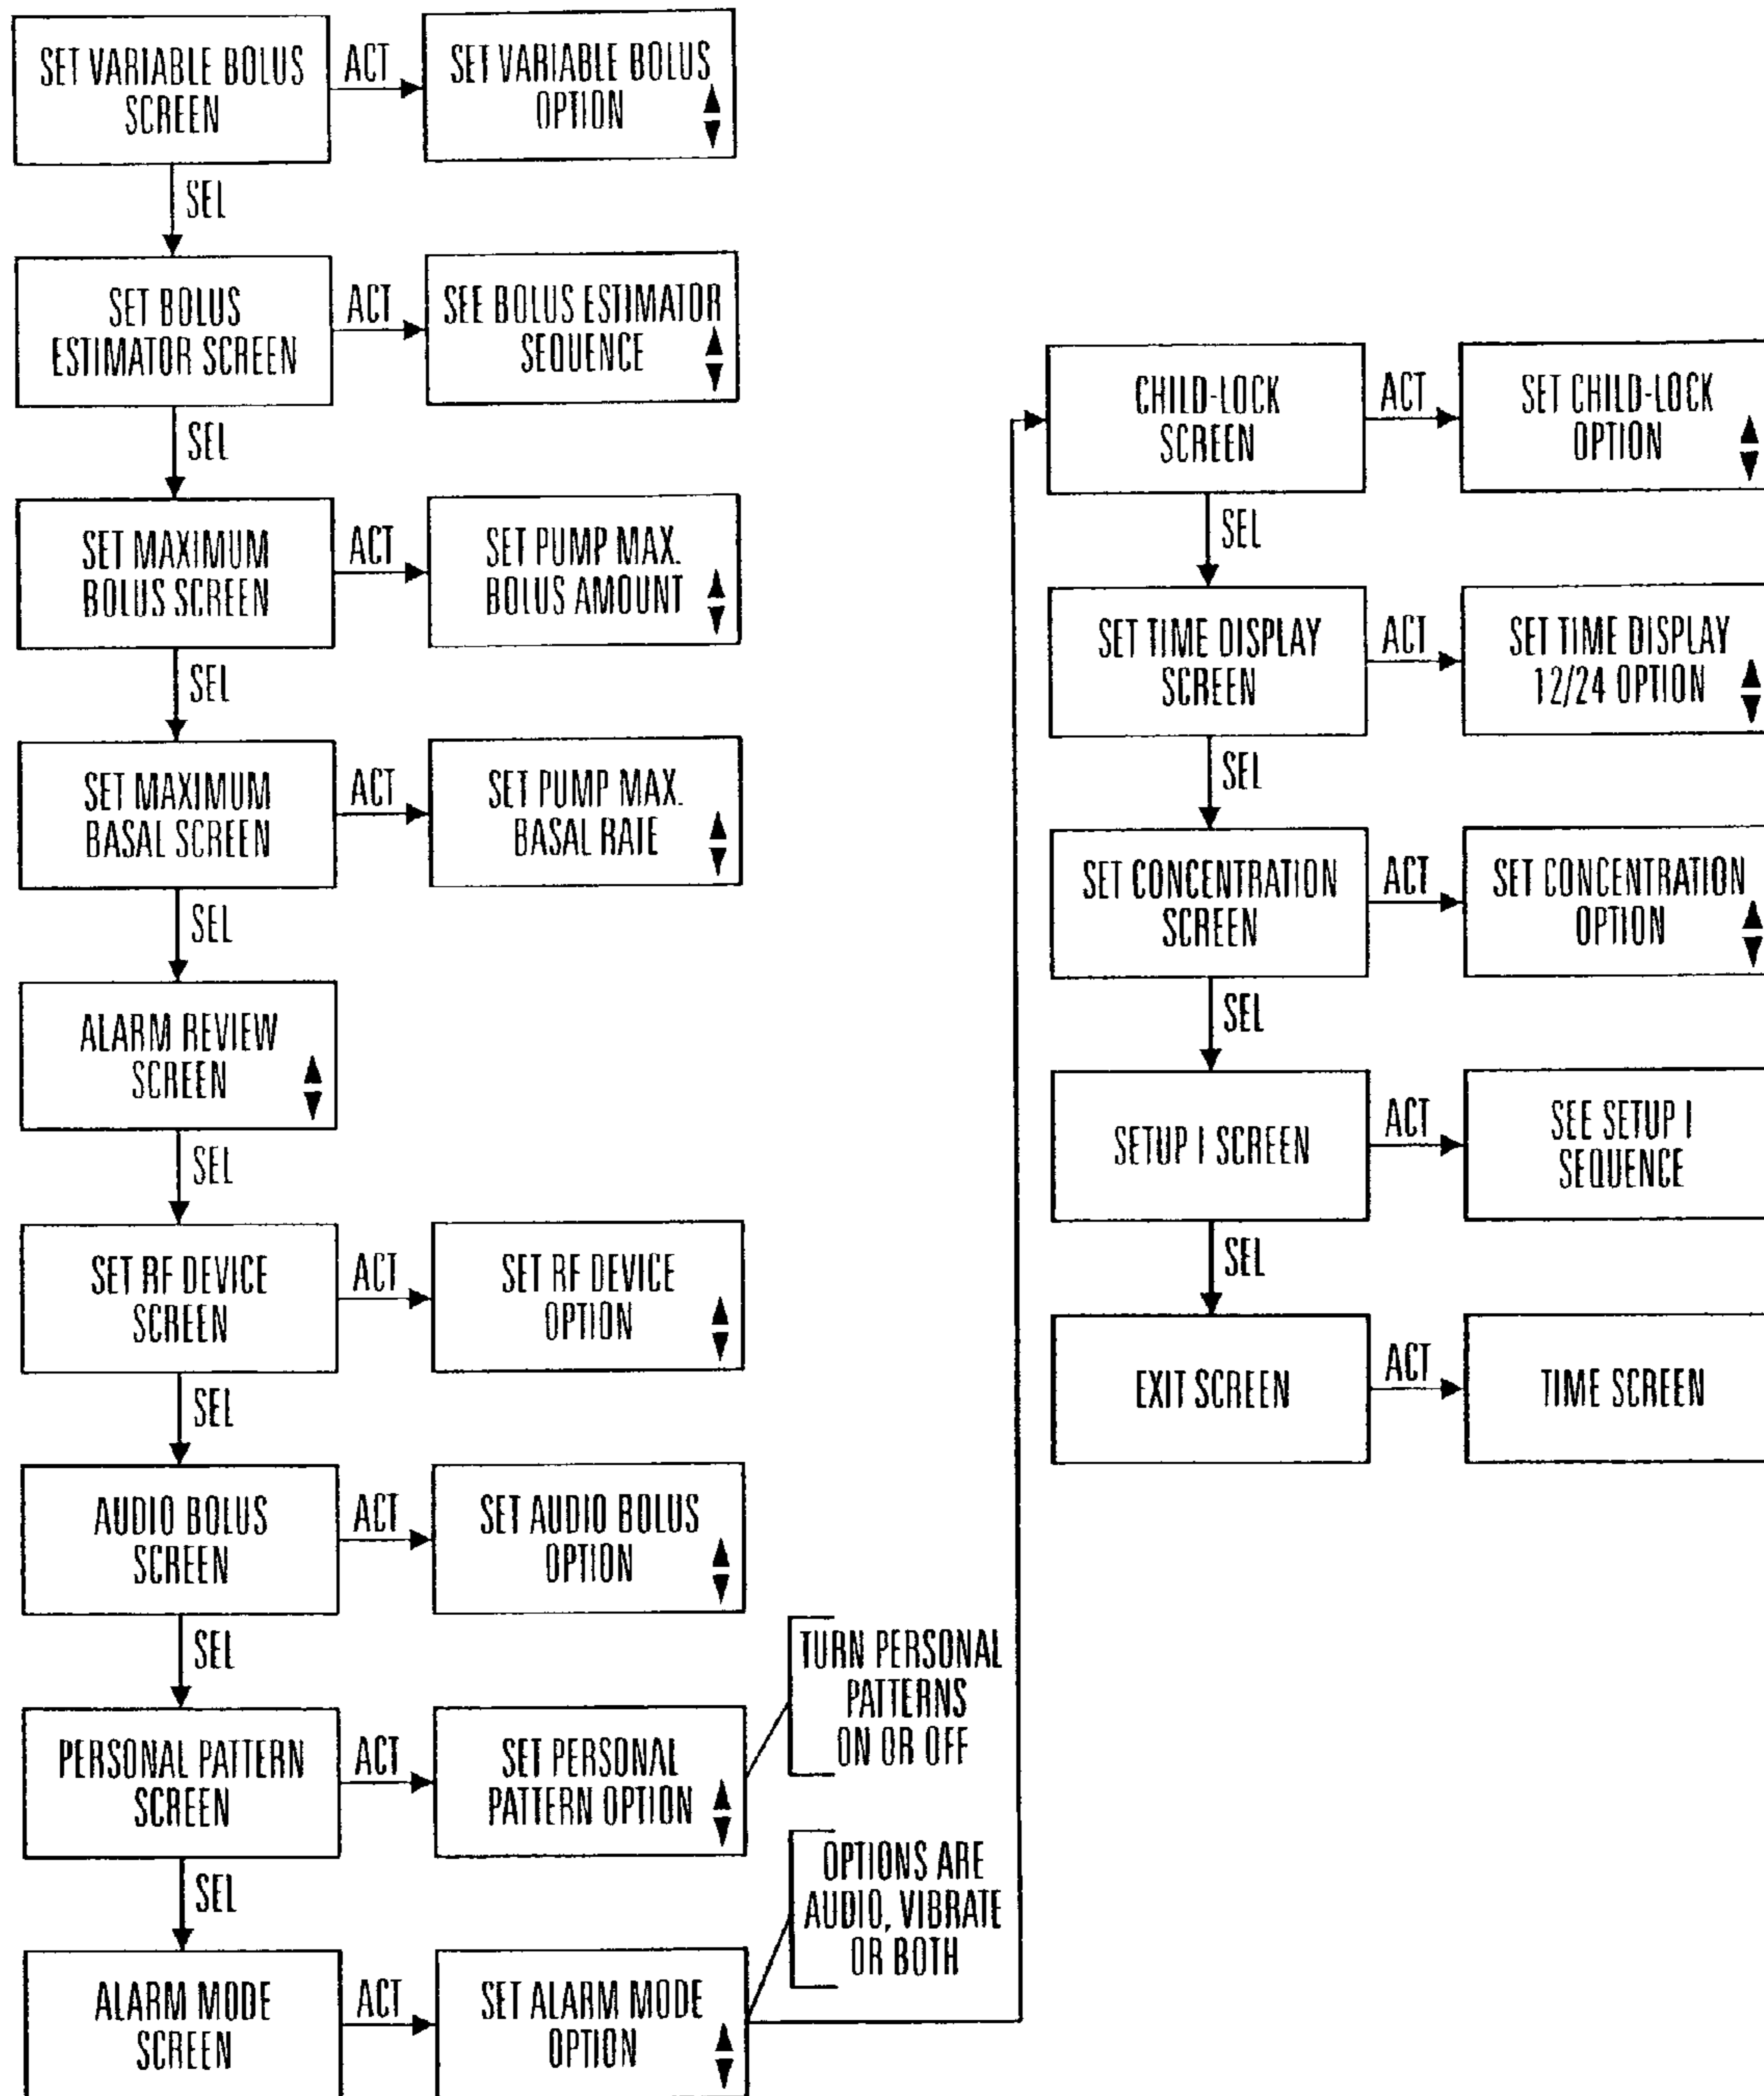 SET VARIABLE BOLUS
SCREEN
ACT
SET VARIABLE BOLUS
OPTION
SEL
SET BOLUS
ESTIMATOR SCREEN
ACT
SEE BOLUS ESTIMATOR
SEQUENCE
SEL
SET MAXIMUM
BOLUS SCREEN
ACT
SET PUMP MAX.
BOLUS AMOUNT
SEL
SET MAXIMUM
BASAL SCREEN
ACT
SET PUMP MAX.
BASAL RATE
SEL
ALARM REVIEW
SCREEN
SEL
SET RF DEVICE
SCREEN
ACT
SET RF DEVICE
OPTION
SEL
AUDIO BOLUS
SCREEN
ACT
SET AUDIO BOLUS
OPTION
SEL
PERSONAL PATTERN
SCREEN
ACT
SET PERSONAL
PATTERN OPTION
TURN PERSONAL
PATTERNS
ON OR OFF
SEL
ALARM MODE
SCREEN
ACT
SET ALARM MODE
OPTION
OPTIONS ARE
AUDIO, VIBRATE
OR BOTH
CHILD-LOCK
SCREEN
ACT
SET CHILD-LOCK
OPTION
SEL
SET TIME DISPLAY
SCREEN
ACT
SET TIME DISPLAY
12/24 OPTION
SEL
SET CONCENTRATION
SCREEN
ACT
SET CONCENTRATION
OPTION
SEL
SETUP I SCREEN
ACT
SEE SETUP I
SEQUENCE
SEL
EXIT SCREEN
ACT
TIME SCREEN